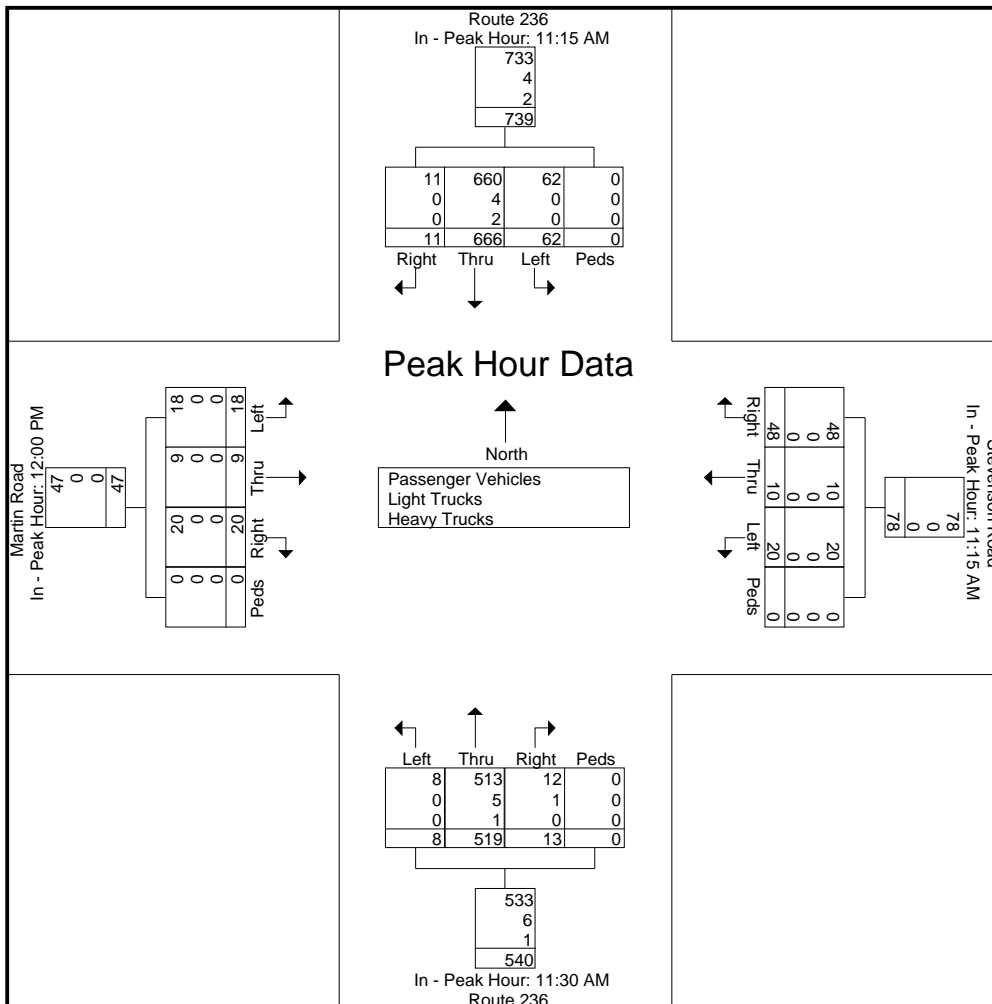 Route 236
In - Peak Hour: 11:15 AM
733
4
2
739
11 660 62 0
0 4 0 0
0 2 0 0
11 666 62 0
Right Thru Left Peds
Peak Hour Data
North
Passenger Vehicles
Light Trucks
Heavy Trucks
Martin Road
In - Peak Hour: 12:00 PM
47
0
0
47
18 0 0 18 Left
9 0 0 9 Thru
20 0 0 20 Right
0 0 0 0 Peds
Right 48 0 0 48
Thru 10 0 0 10
Left 20 0 0 20
Peds 0 0 0 0
78
0
0
78
Stevenson Road
In - Peak Hour: 11:15 AM
Left Thru Right Peds
8 513 12 0
0 5 1 0
0 1 0 0
8 519 13 0
533
6
1
540
In - Peak Hour: 11:30 AM
Route 236